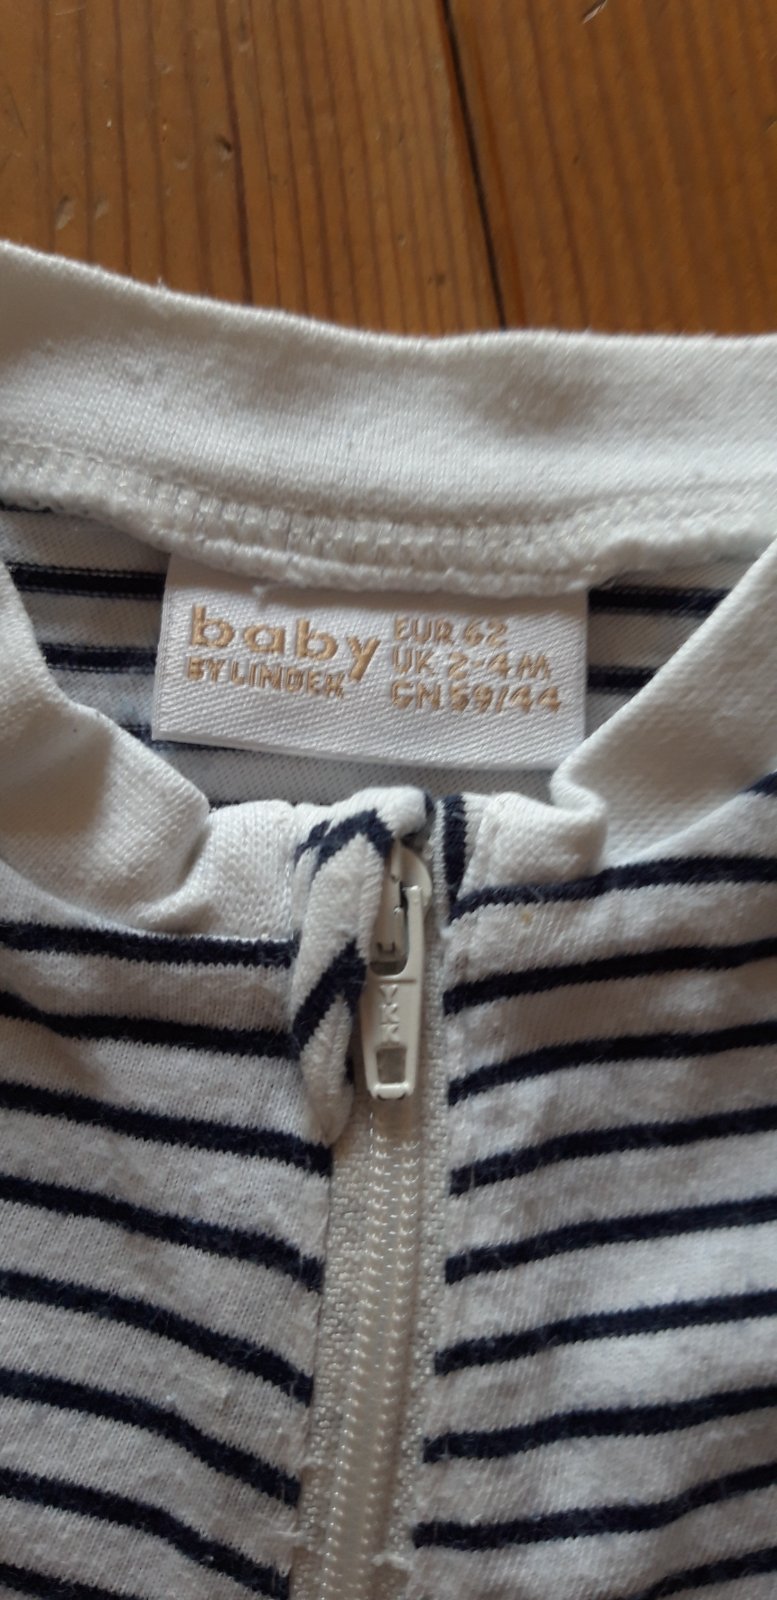 baby
BY LINDEX
EUR 62
UK 2-4M
CN 59/44
YKK